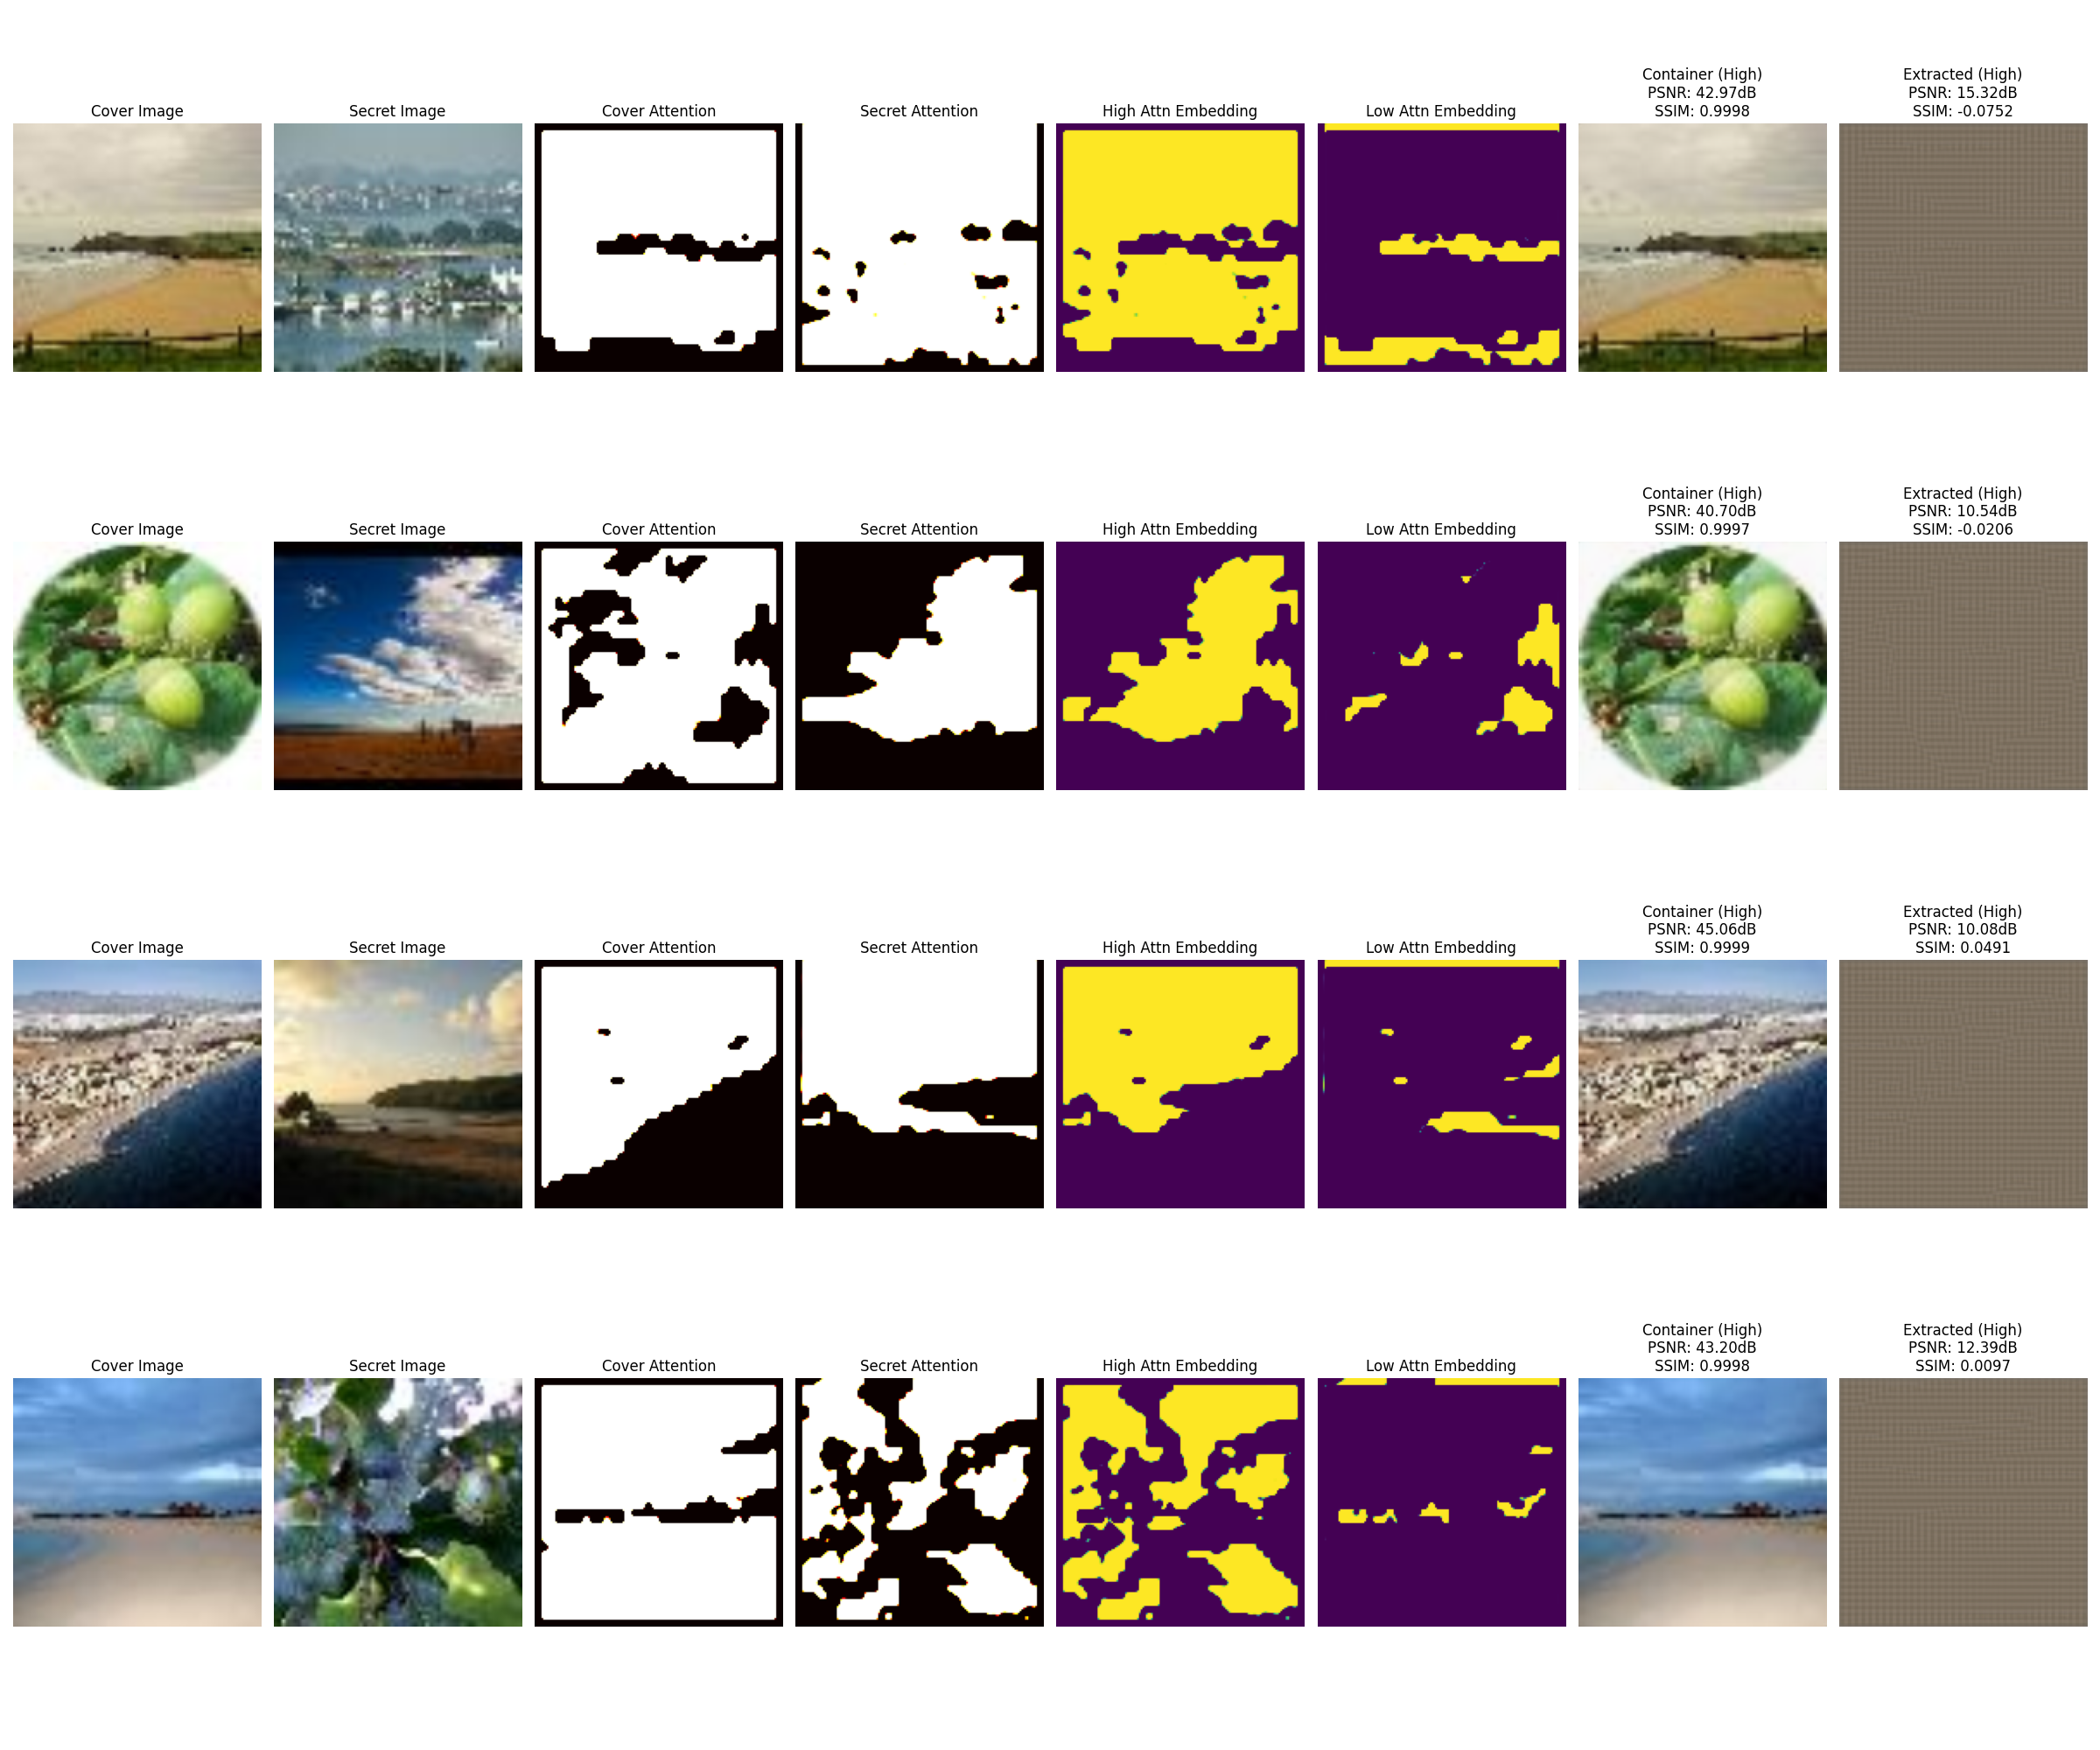 Cover Image
Secret Image
Cover Attention
Secret Attention
High Attn Embedding
Low Attn Embedding
Container (High)
PSNR: 42.97dB
SSIM: 0.9998
Extracted (High)
PSNR: 15.32dB
SSIM: -0.0752
Cover Image
Secret Image
Cover Attention
Secret Attention
High Attn Embedding
Low Attn Embedding
Container (High)
PSNR: 40.70dB
SSIM: 0.9997
Extracted (High)
PSNR: 10.54dB
SSIM: -0.0206
Cover Image
Secret Image
Cover Attention
Secret Attention
High Attn Embedding
Low Attn Embedding
Container (High)
PSNR: 45.06dB
SSIM: 0.9999
Extracted (High)
PSNR: 10.08dB
SSIM: 0.0491
Cover Image
Secret Image
Cover Attention
Secret Attention
High Attn Embedding
Low Attn Embedding
Container (High)
PSNR: 43.20dB
SSIM: 0.9998
Extracted (High)
PSNR: 12.39dB
SSIM: 0.0097